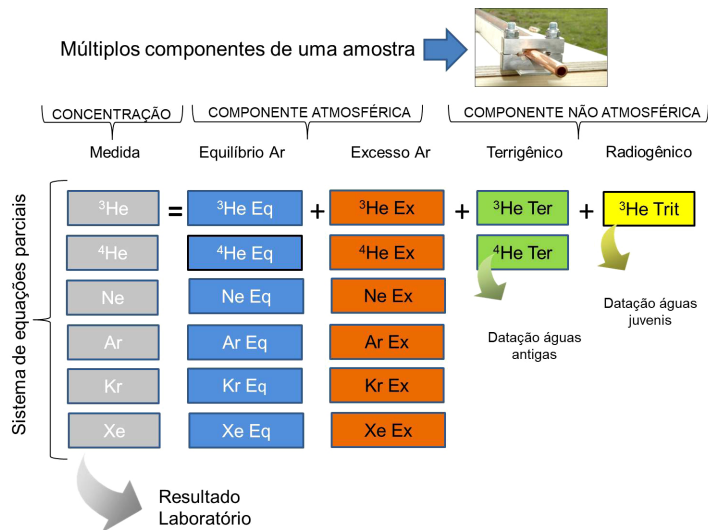 Múltiplos componentes de uma amostra
CONCENTRAÇÃO COMPONENTE ATMOSFÉRICA COMPONENTE NÃO ATMOSFÉRICA
Medida Equilíbrio Ar Excesso Ar Terrigênico Radiogênico
Sistema de equações parciais
³He = ³He Eq + ³He Ex + ³He Ter + ³He Trit
⁴He ⁴He Eq ⁴He Ex ⁴He Ter
Ne Ne Eq Ne Ex
Ar Ar Eq Ar Ex
Kr Kr Eq Kr Ex
Xe Xe Eq Xe Ex
Datação águas
juvenis
Datação águas
antigas
Resultado
Laboratório